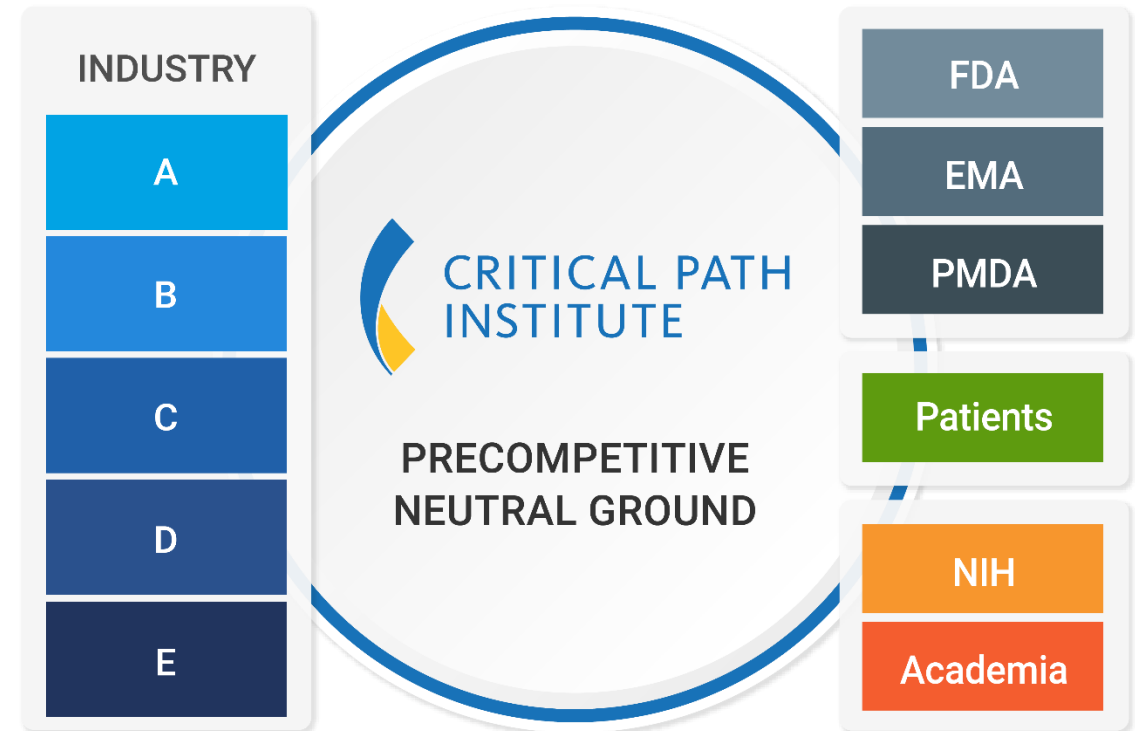 INDUSTRY
A
B
C
D
E
CRITICAL PATH
INSTITUTE
PRECOMPETITIVE
NEUTRAL GROUND
FDA
EMA
PMDA
Patients
NIH
Academia